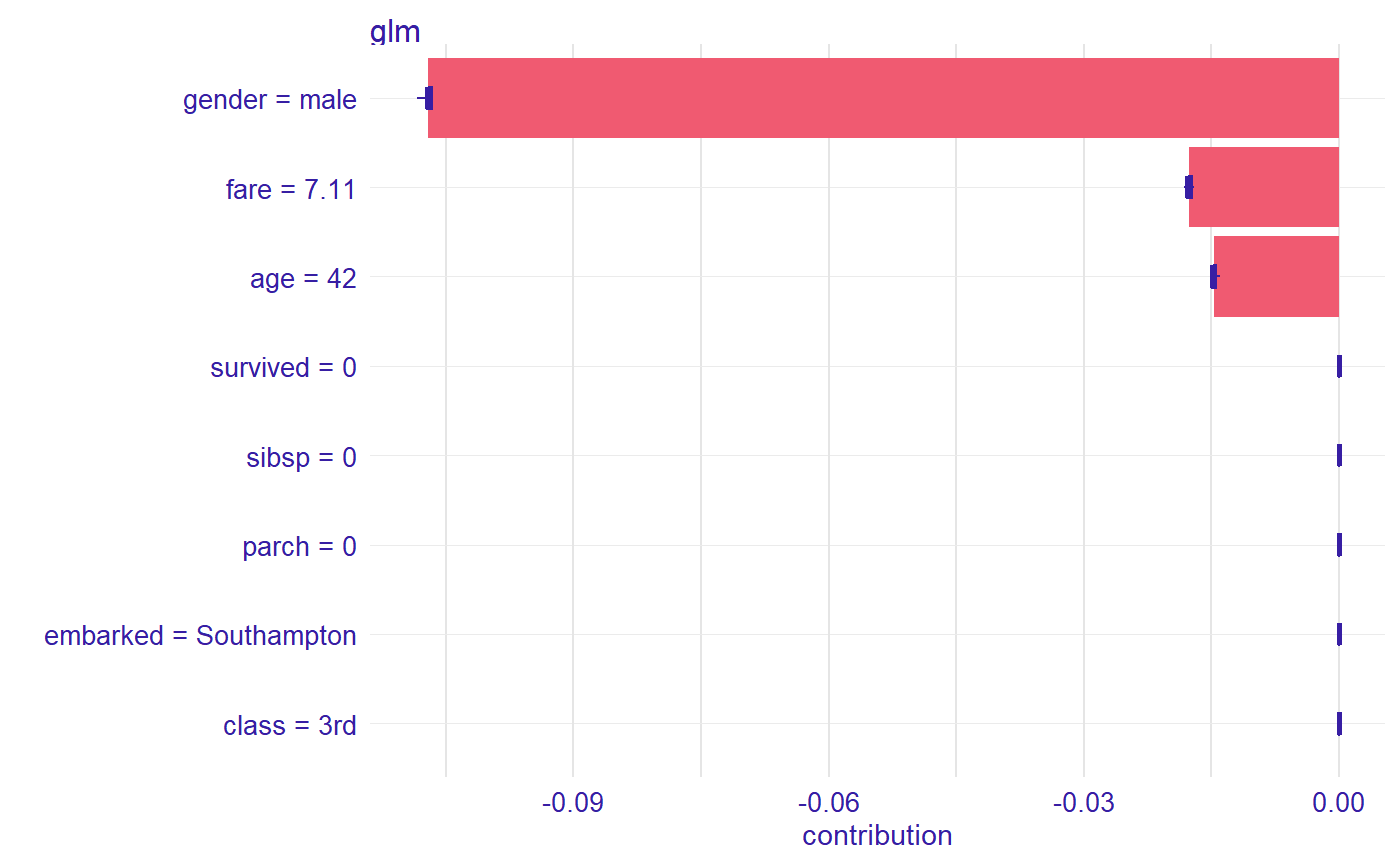 glm
gender = male
fare = 7.11
age = 42
survived = 0
sibsp = 0
parch = 0
embarked = Southampton
class = 3rd
-0.09 -0.06 -0.03 0.00
contribution